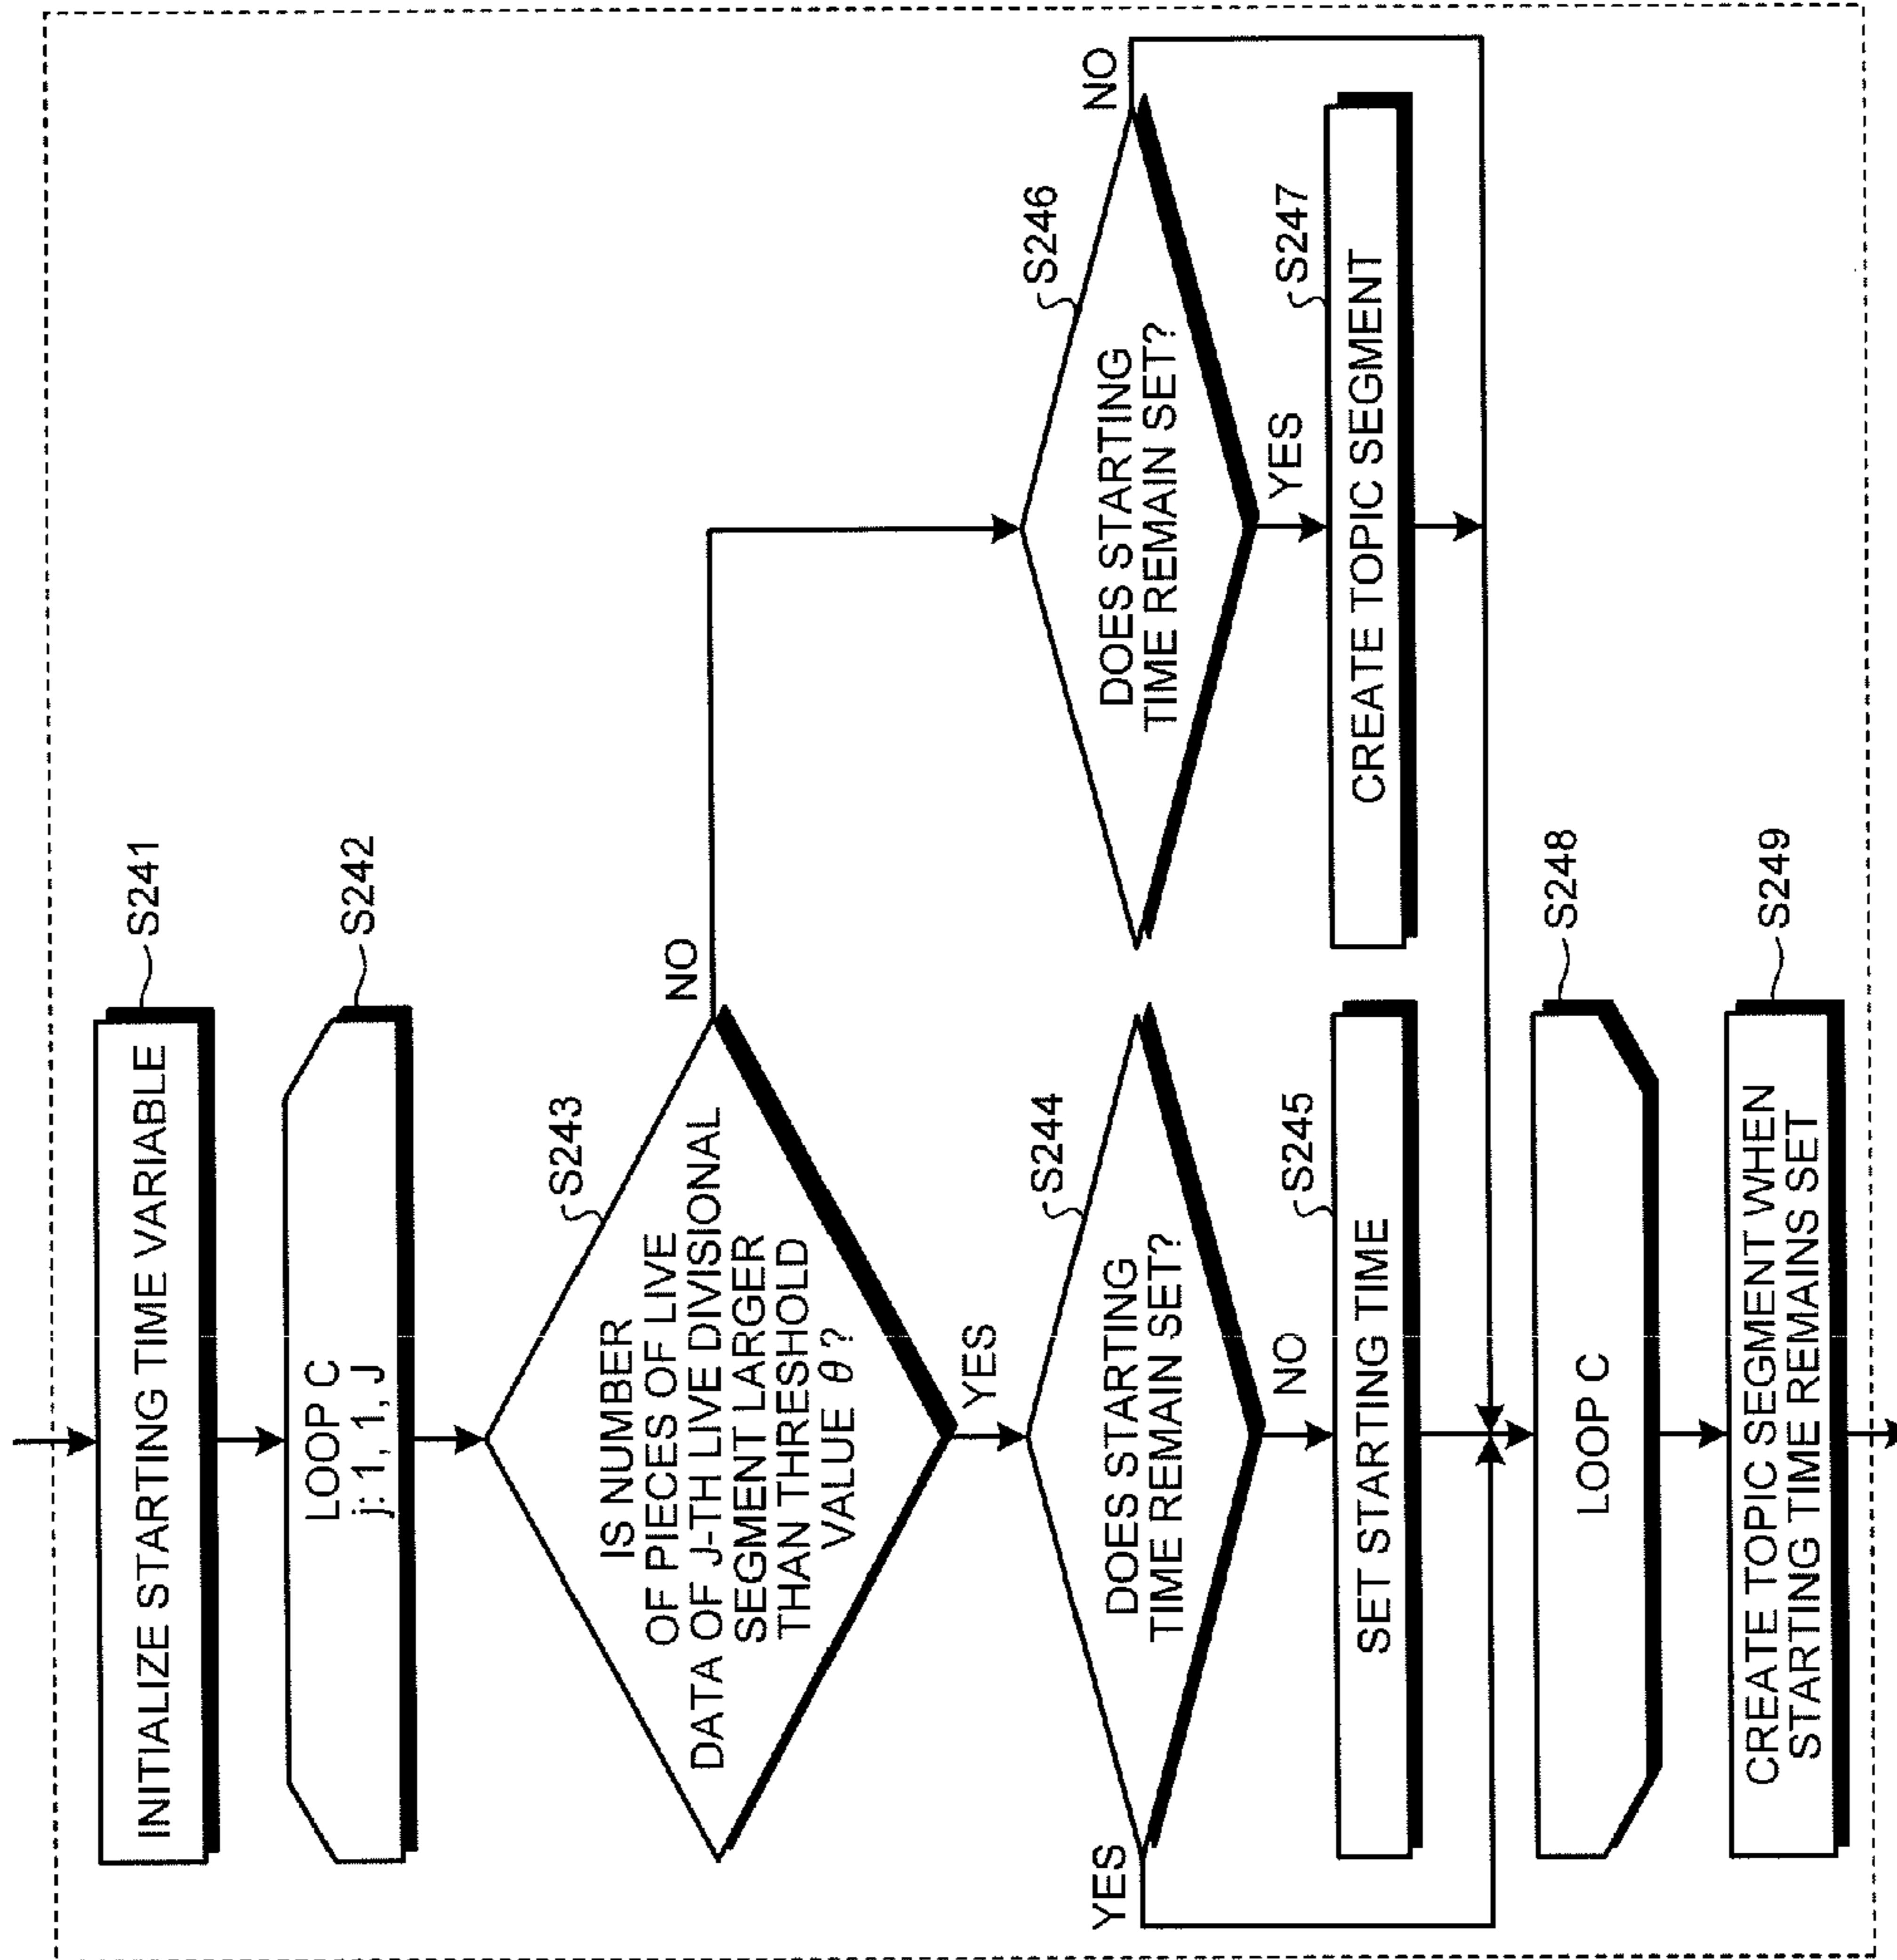 INITIALIZE STARTING TIME VARIABLE
S241
LOOP C
j: 1, 1, J
S242
IS NUMBER
OF PIECES OF LIVE
DATA OF J-TH LIVE DIVISIONAL
SEGMENT LARGER
THAN THRESHOLD
VALUE θ ?
S243
NO
YES
DOES STARTING
TIME REMAIN SET?
S244
YES
NO
SET STARTING TIME
S245
DOES STARTING
TIME REMAIN SET?
S246
NO
YES
CREATE TOPIC SEGMENT
S247
LOOP C
S248
CREATE TOPIC SEGMENT WHEN
STARTING TIME REMAINS SET
S249